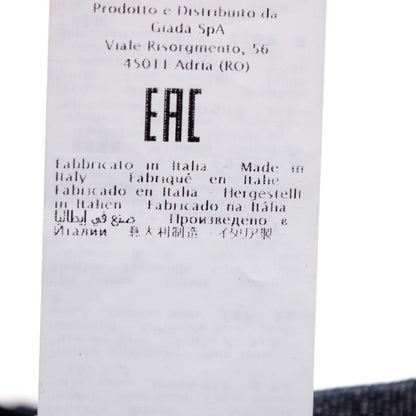 Prodotto e Distribuito da
Giada SpA
Viale Risorgmento, 56
45011 Adria (RO)
EAC
Fabbricato in Italia - Made in
Italy Fabriqué en Italie
Fabricado en Italia - Hergestellt
in Italien Fabricado na Itália
صنع في إيطاليا - Произведено в
Италии 意大利制造 - イタリア製